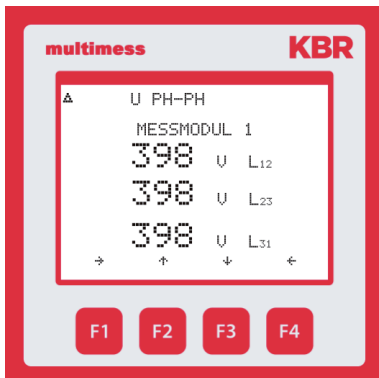 multimess KBR
U PH-PH
MESSMODUL 1
398 V L12
398 V L23
398 V L31
→ ↑ ↓ ←
F1 F2 F3 F4